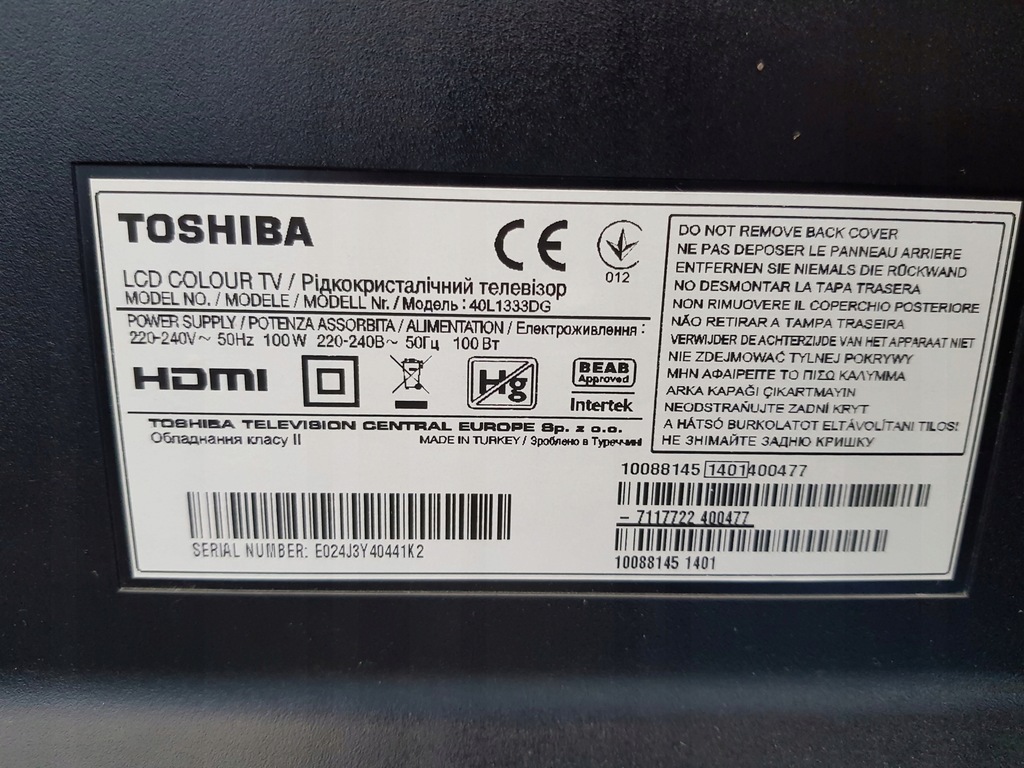 TOSHIBA
CE
012
LCD COLOUR TV / Рідкокристалічний телевізор
MODEL NO. / MODELE / MODELL Nr. / Модель : 40L1333DG
POWER SUPPLY / POTENZA ASSORBITA / ALIMENTATION / Електроживлення :
220-240V~ 50Hz 100W 220-240В~ 50Гц 100 Вт
HDMI
Hg
BEAB
Approved
Intertek
TOSHIBA TELEVISION CENTRAL EUROPE Sp. z o.o.
Обладнання класу II
MADE IN TURKEY / Зроблено в Туреччині
SERIAL NUMBER: E024J3Y40441K2
DO NOT REMOVE BACK COVER
NE PAS DEPOSER LE PANNEAU ARRIERE
ENTFERNEN SIE NIEMALS DIE RÜCKWAND
NO DESMONTAR LA TAPA TRASERA
NON RIMUOVERE IL COPERCHIO POSTERIORE
NÃO RETIRAR A TAMPA TRASEIRA
VERWIJDER DE ACHTERZIJDE VAN HET APPARAAT NIET
NIE ZDEJMOWAĆ TYLNEJ POKRYWY
ΜΗΝ ΑΦΑΙΡΕΙΤΕ ΤΟ ΠΙΣΩ ΚΑΛΥΜΜΑ
ARKA KAPAĞI ÇIKARTMAYIN
NEODSTRAŇUJTE ZADNÍ KRYT
A HÁTSÓ BURKOLATOT ELTÁVOLÍTANI TILOS!
НЕ ЗНІМАЙТЕ ЗАДНЮ КРИШКУ
10088145 1401400477
- 7117722 400477
10088145 1401